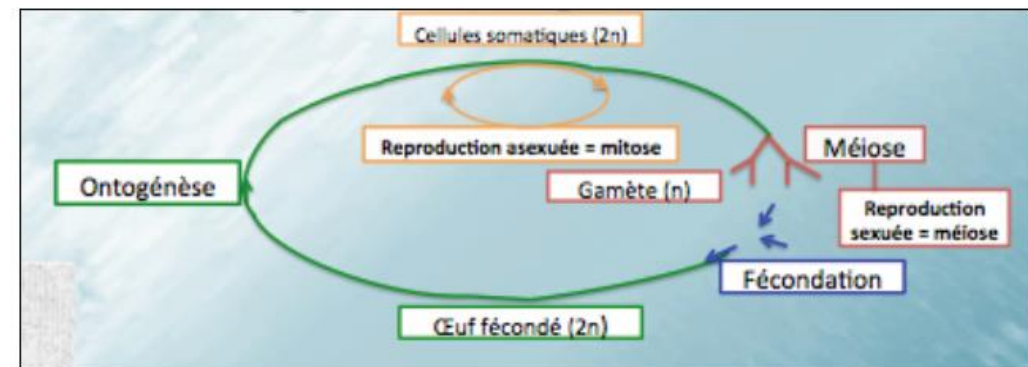 Cellules somatiques (2n)
Reproduction asexuée = mitose
Méiose
Ontogénèse
Gamète (n)
Reproduction
sexuée = méiose
Fécondation
Œuf fécondé (2n)